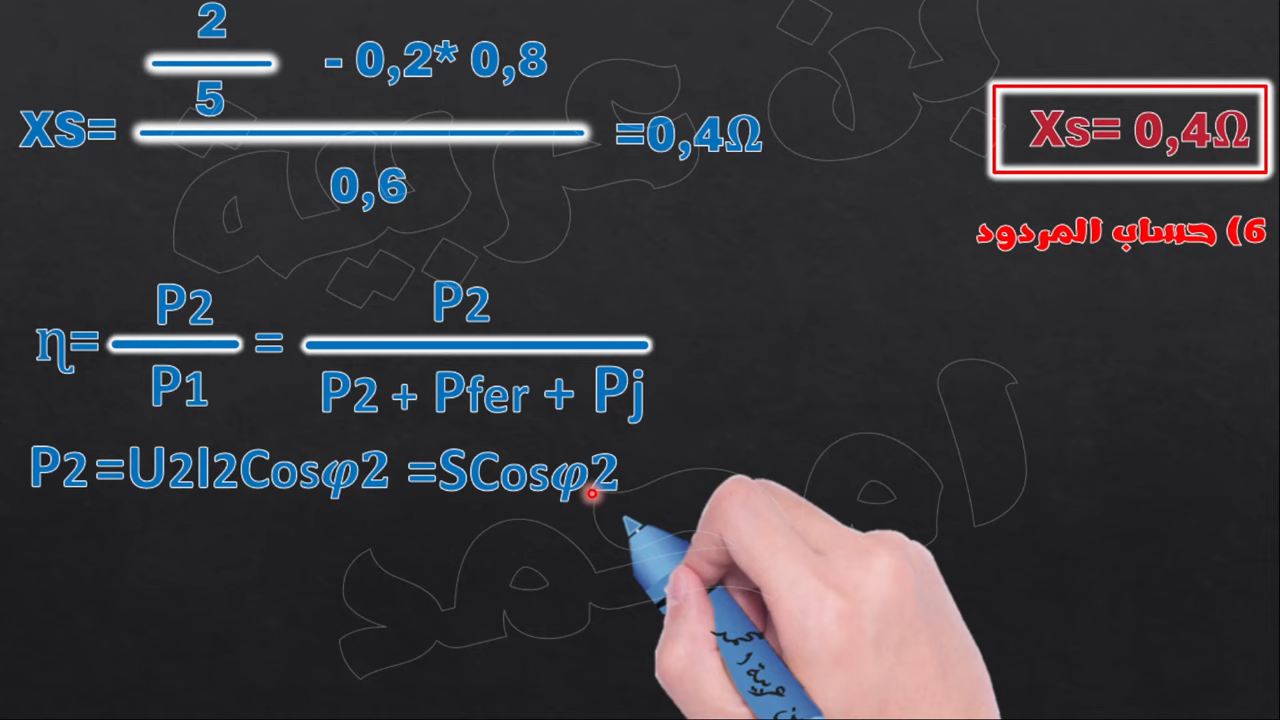 2
- 0,2* 0,8
5
XS=
=0,4Ω
0,6
Xs= 0,4Ω
6) حساب المردود
η= P2 = P2
P1 P2 + Pfer + Pj
P2 =U2I2Cosφ2 =SCosφ2